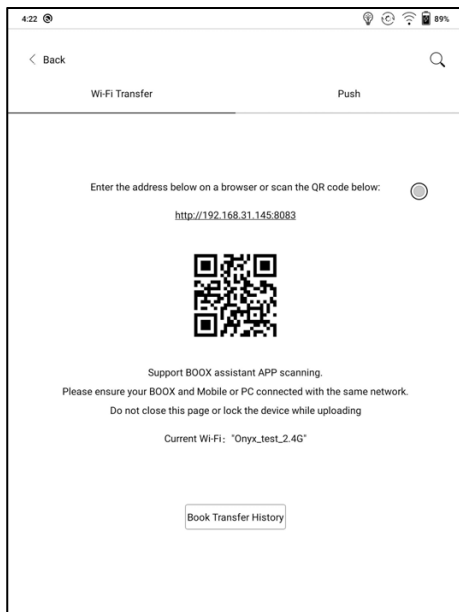 4:22
89%
Back
Wi-Fi Transfer
Push
Enter the address below on a browser or scan the QR code below:
http://192.168.31.145:8083
Support BOOX assistant APP scanning.
Please ensure your BOOX and Mobile or PC connected with the same network.
Do not close this page or lock the device while uploading
Current Wi-Fi："Onyx_test_2.4G"
Book Transfer History